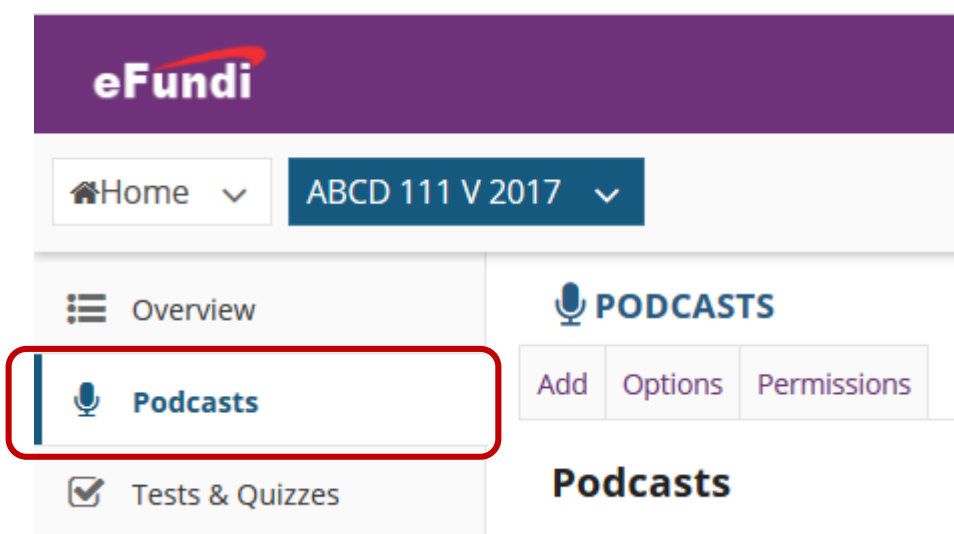 eFundi
Home
ABCD 111 V 2017
Overview
Podcasts
Tests & Quizzes
PODCASTS
Add Options Permissions
Podcasts